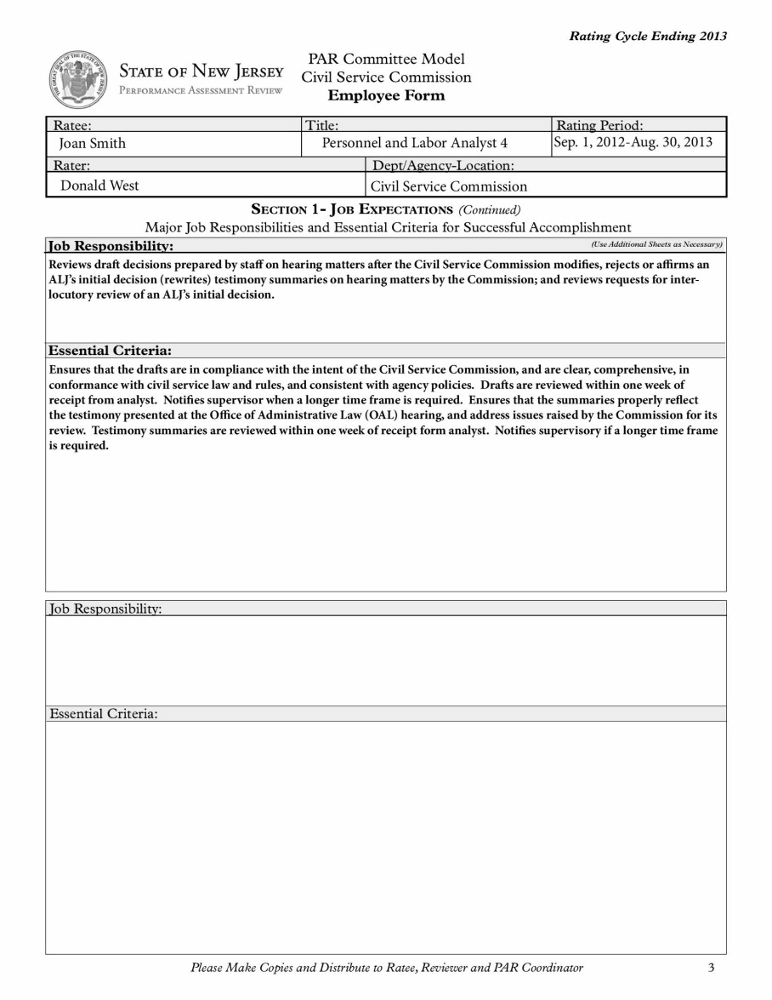 Rating Cycle Ending 2013
THE GREAT SEAL OF THE STATE OF NEW JERSEY
State of New Jersey
Performance Assessment Review
PAR Committee Model
Civil Service Commission
Employee Form
Ratee:
Title:
Rating Period:
Joan Smith
Personnel and Labor Analyst 4
Sep. 1, 2012-Aug. 30, 2013
Rater:
Dept/Agency-Location:
Donald West
Civil Service Commission
Section 1- Job Expectations (Continued)
Major Job Responsibilities and Essential Criteria for Successful Accomplishment
Job Responsibility:
(Use Additional Sheets as Necessary)
Reviews draft decisions prepared by staff on hearing matters after the Civil Service Commission modifies, rejects or affirms an
ALJ’s initial decision (rewrites) testimony summaries on hearing matters by the Commission; and reviews requests for inter-
locutory review of an ALJ’s initial decision.
Essential Criteria:
Ensures that the drafts are in compliance with the intent of the Civil Service Commission, and are clear, comprehensive, in
conformance with civil service law and rules, and consistent with agency policies.  Drafts are reviewed within one week of
receipt from analyst.  Notifies supervisor when a longer time frame is required.  Ensures that the summaries properly reflect
the testimony presented at the Office of Administrative Law (OAL) hearing, and address issues raised by the Commission for its
review.  Testimony summaries are reviewed within one week of receipt form analyst.  Notifies supervisory if a longer time frame
is required.
Job Responsibility:
Essential Criteria:
Please Make Copies and Distribute to Ratee, Reviewer and PAR Coordinator
3